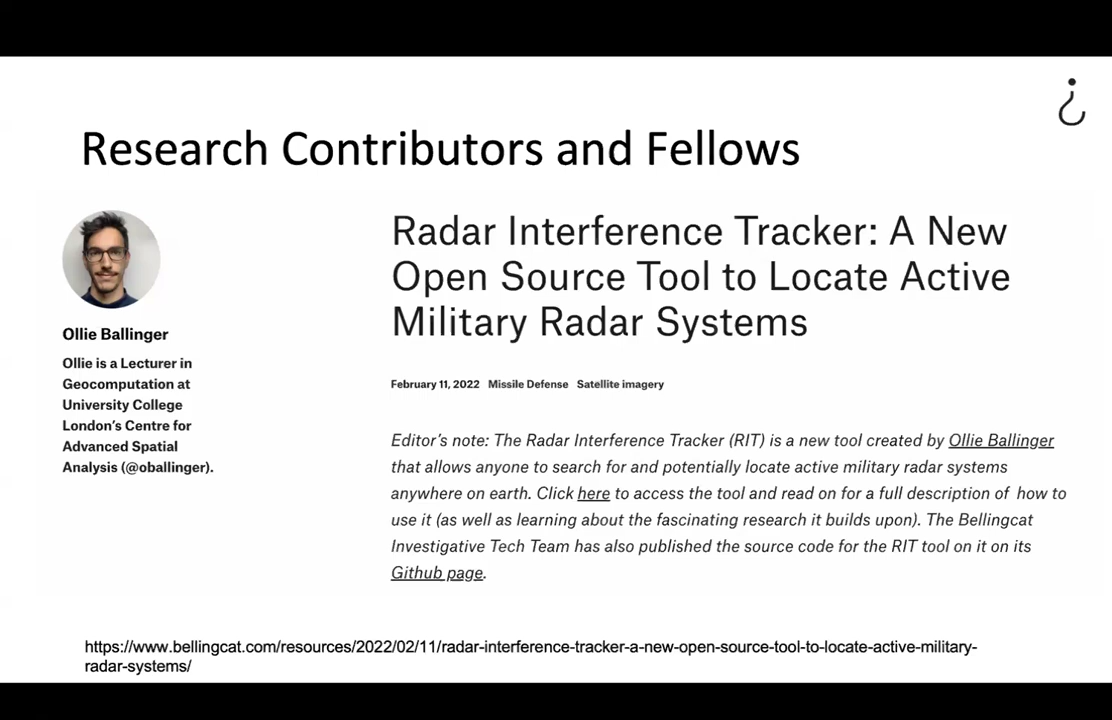 Research Contributors and Fellows
Ollie Ballinger
Ollie is a Lecturer in
Geocomputation at
University College
London’s Centre for
Advanced Spatial
Analysis (@oballinger).
Radar Interference Tracker: A New
Open Source Tool to Locate Active
Military Radar Systems
February 11, 2022 Missile Defense Satellite imagery
Editor’s note: The Radar Interference Tracker (RIT) is a new tool created by Ollie Ballinger
that allows anyone to search for and potentially locate active military radar systems
anywhere on earth. Click here to access the tool and read on for a full description of how to
use it (as well as learning about the fascinating research it builds upon). The Bellingcat
Investigative Tech Team has also published the source code for the RIT tool on it on its
Github page.
https://www.bellingcat.com/resources/2022/02/11/radar-interference-tracker-a-new-open-source-tool-to-locate-active-military-
radar-systems/